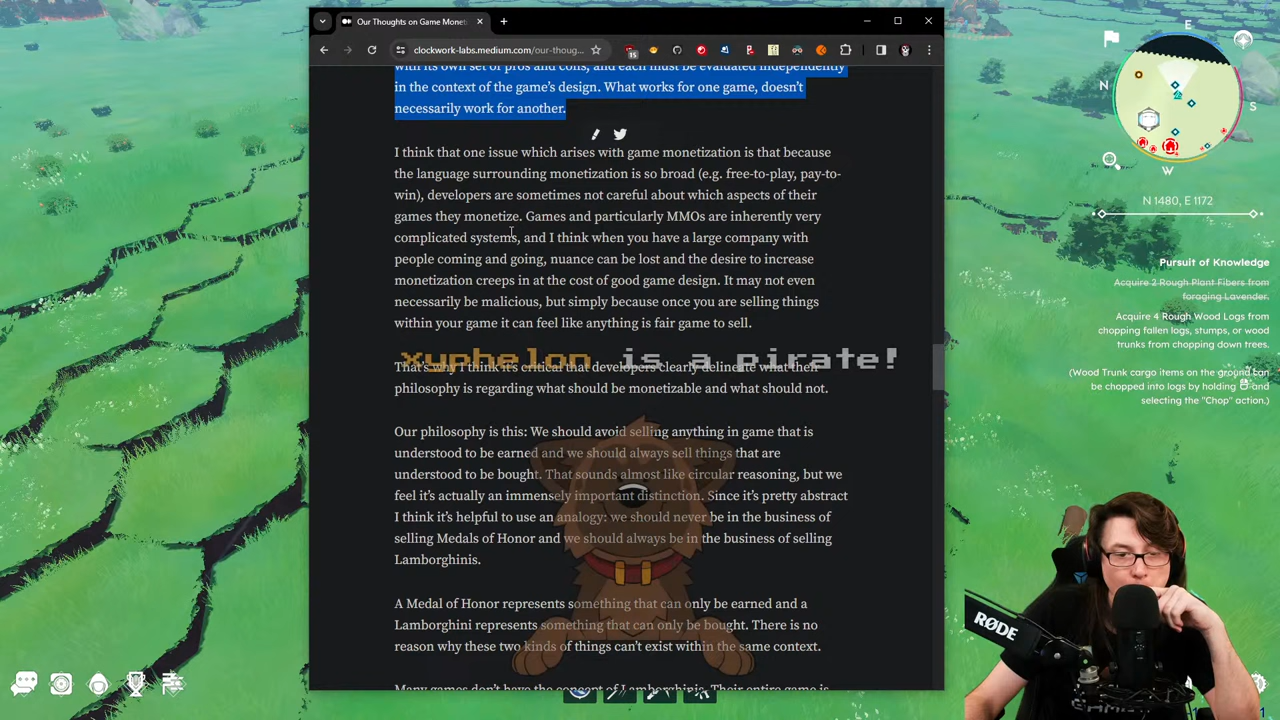 Our Thoughts on Game Moneti
clockwork-labs.medium.com/our-thoug...
15
with its own set of pros and cons, and each must be evaluated independently
in the context of the game's design. What works for one game, doesn't
necessarily work for another.
I think that one issue which arises with game monetization is that because
the language surrounding monetization is so broad (e.g. free-to-play, pay-to-
win), developers are sometimes not careful about which aspects of their
games they monetize. Games and particularly MMOs are inherently very
complicated systems, and I think when you have a large company with
people coming and going, nuance can be lost and the desire to increase
monetization creeps in at the cost of good game design. It may not even
necessarily be malicious, but simply because once you are selling things
within your game it can feel like anything is fair game to sell.
xyphelon is a pirate!
That's why I think it's critical that developers clearly delineate what their
philosophy is regarding what should be monetizable and what should not.
Our philosophy is this: We should avoid selling anything in game that is
understood to be earned and we should always sell things that are
understood to be bought. That sounds almost like circular reasoning, but we
feel it's actually an immensely important distinction. Since it's pretty abstract
I think it's helpful to use an analogy: we should never be in the business of
selling Medals of Honor and we should always be in the business of selling
Lamborghinis.
A Medal of Honor represents something that can only be earned and a
Lamborghini represents something that can only be bought. There is no
reason why these two kinds of things can't exist within the same context.
Many games don't have the concept of Lamborghinis. Their entire game is
E
N
S
W
N 1480, E 1172
Pursuit of Knowledge
Acquire 2 Rough Plant Fibers from
foraging Lavender.
Acquire 4 Rough Wood Logs from
chopping fallen logs, stumps, or wood
trunks from chopping down trees.
(Wood Trunk cargo items on the ground can
be chopped into logs by holding and
selecting the "Chop" action.)
RØDE
GAME